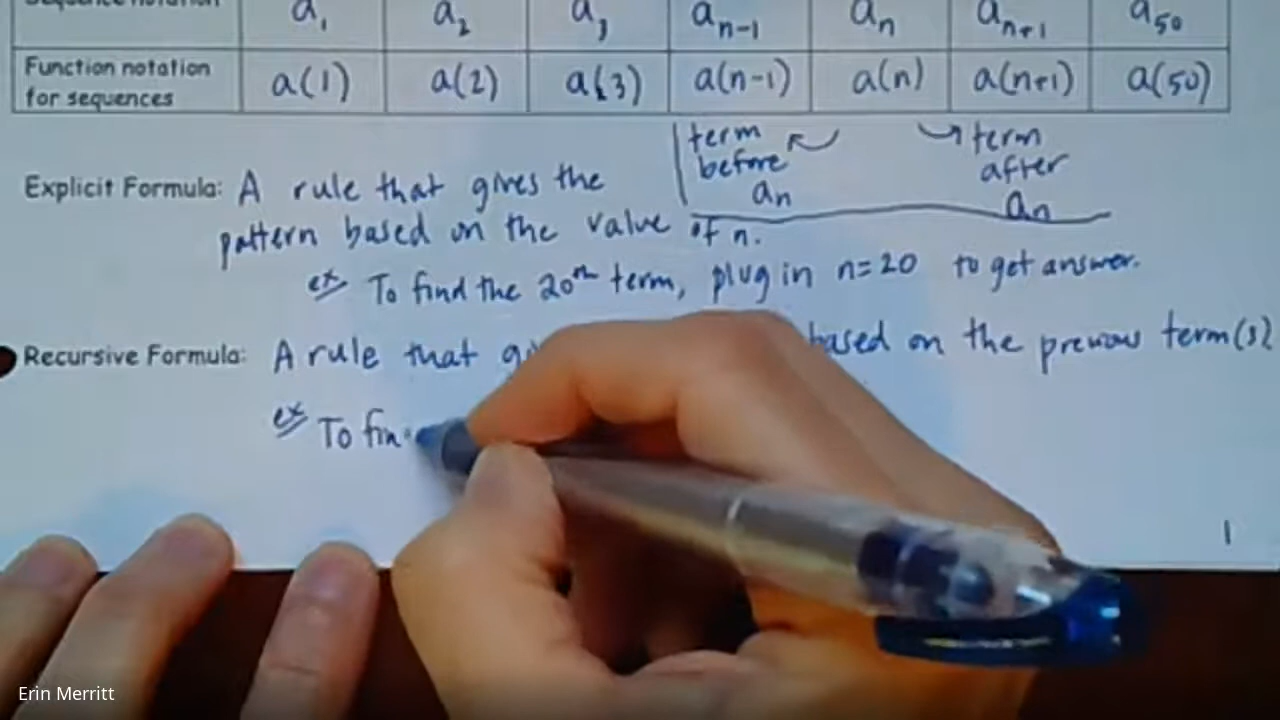 Sequence notation a₁ a₂ a₃ aₙ₋₁ aₙ aₙ₊₁ a₅₀
Function notation
for sequences a(1) a(2) a(3) a(n-1) a(n) a(n+1) a(50)
term
before
aₙ
term
after
aₙ
Explicit Formula: A rule that gives the
pattern based on the value of n.
ex To find the 20th term, plug in n=20 to get answer.
Recursive Formula: A rule that based on the previous term(s)
ex To fin
1
Erin Merritt